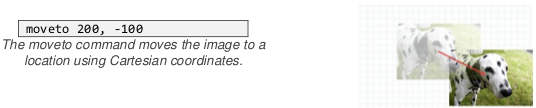 moveto 200, -100
The moveto command moves the image to a
location using Cartesian coordinates.